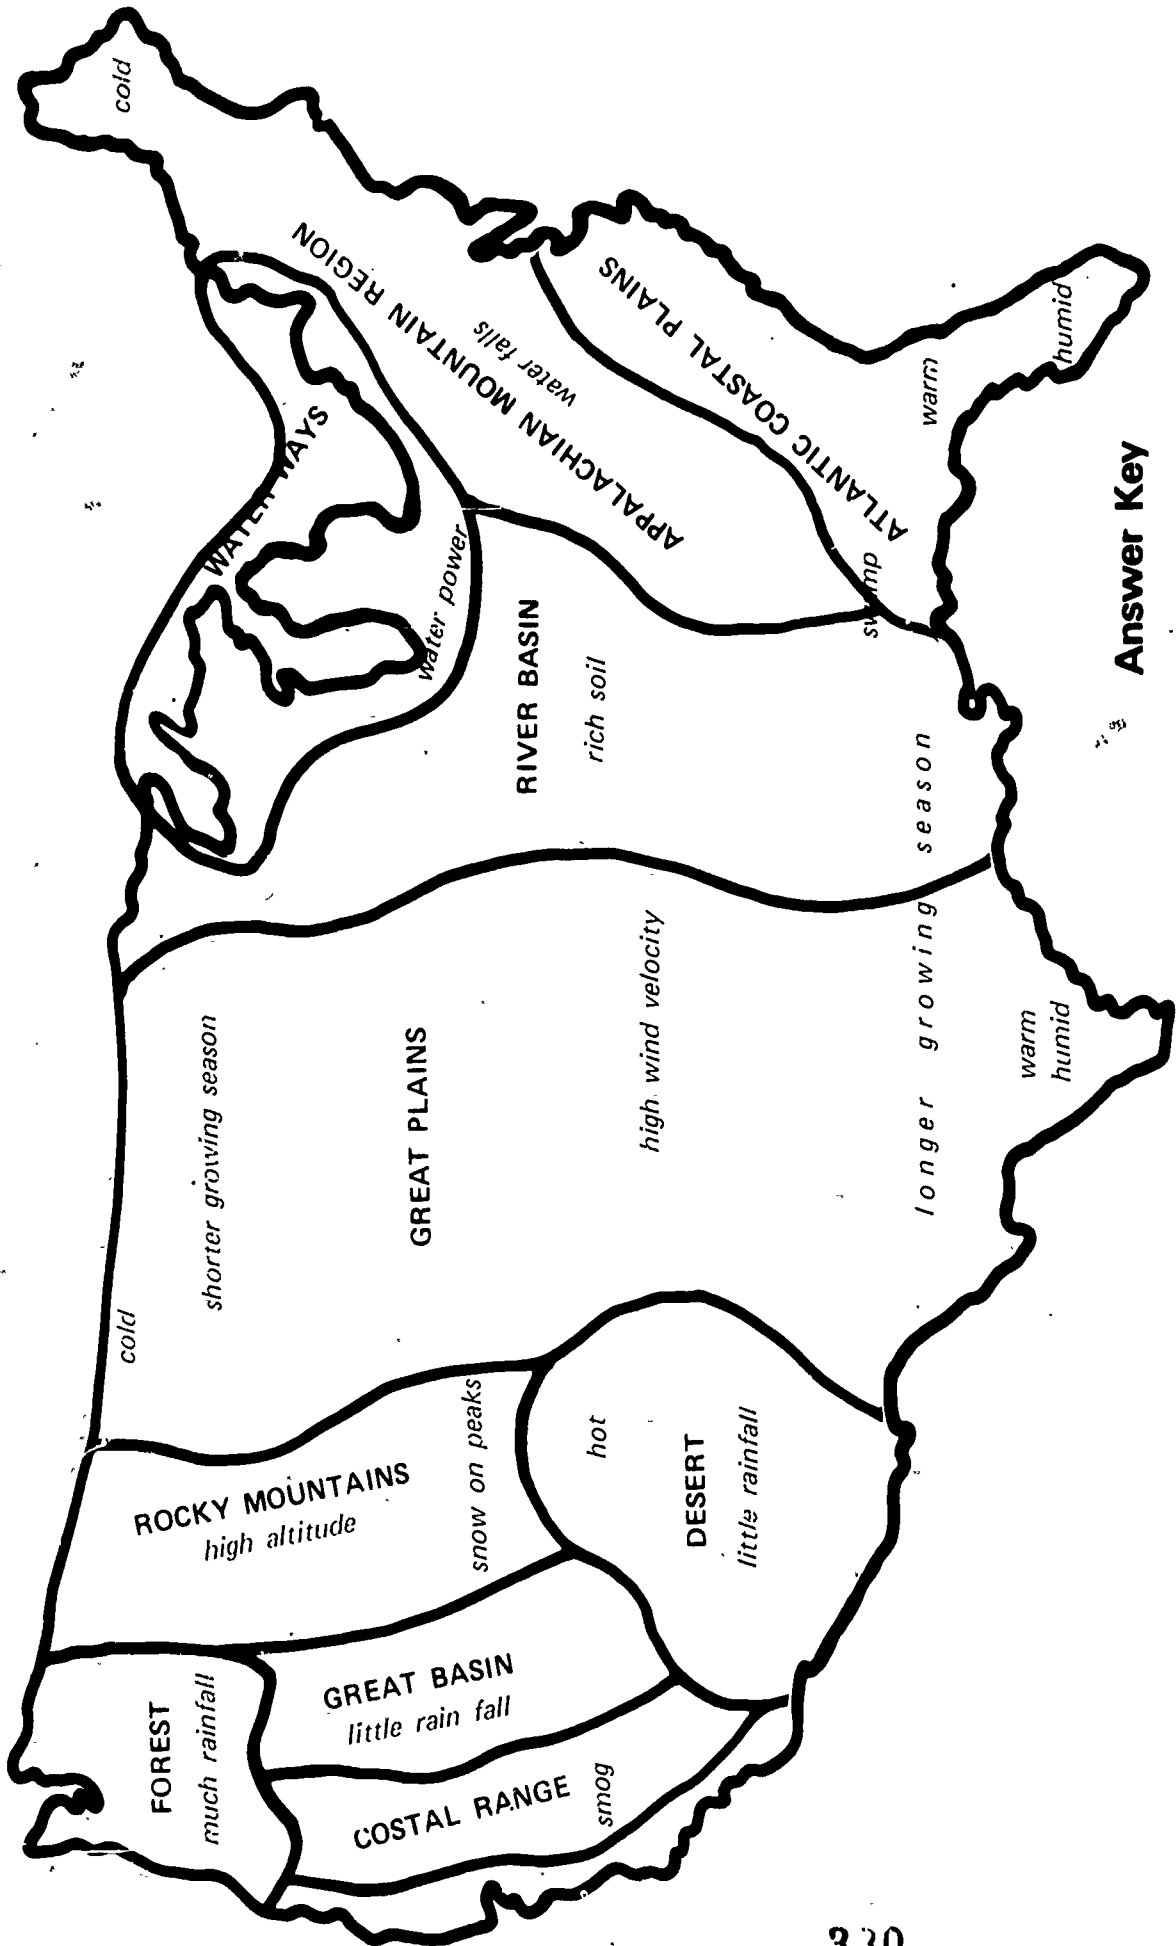 FOREST
much rainfall
COSTAL RANGE
smog
GREAT BASIN
little rain fall
ROCKY MOUNTAINS
high altitude
snow on peaks
DESERT
hot
little rainfall
cold
shorter growing season
GREAT PLAINS
high wind velocity
longer growing season
warm
humid
RIVER BASIN
rich soil
WATER WAYS
water power
APPALACHIAN MOUNTAIN REGION
water falls
ATLANTIC COASTAL PLAINS
swamp
warm
humid
cold
Answer Key